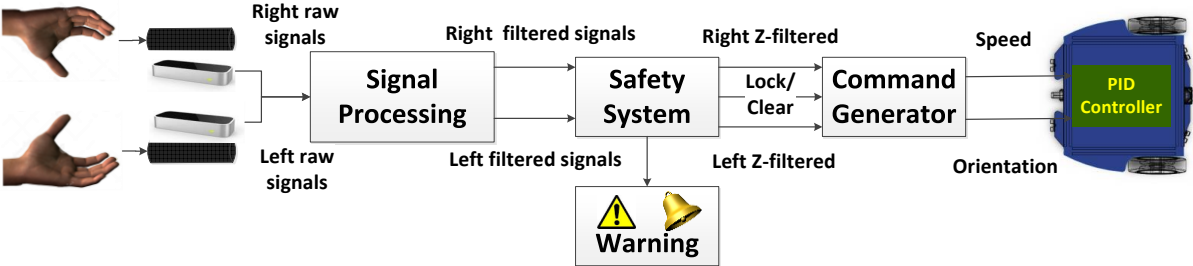 Right raw
signals
Right filtered signals
Right Z-filtered
Speed
Signal
Processing
Safety
System
Lock/
Clear
Command
Generator
PID
Controller
Left raw
signals
Left filtered signals
Left Z-filtered
Orientation
Warning